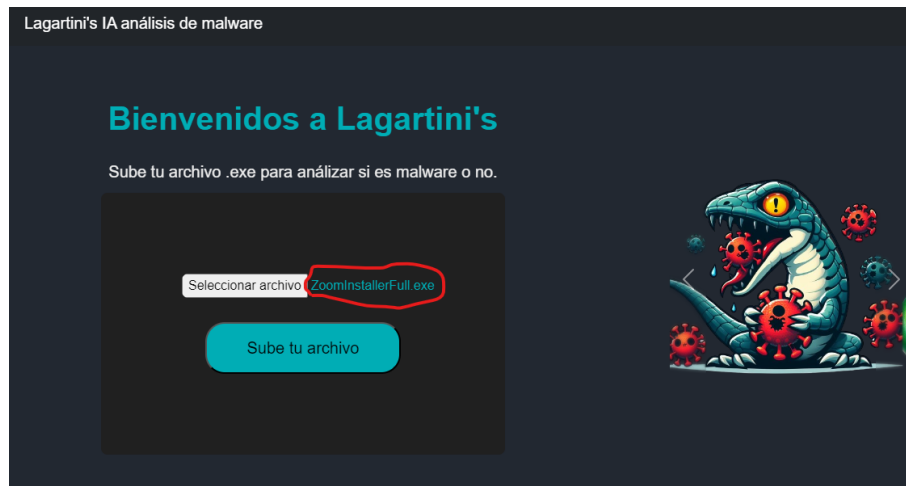 Lagartini's IA análisis de malware
Bienvenidos a Lagartini's
Sube tu archivo .exe para análizar si es malware o no.
Seleccionar archivo ZoomInstallerFull.exe
Sube tu archivo